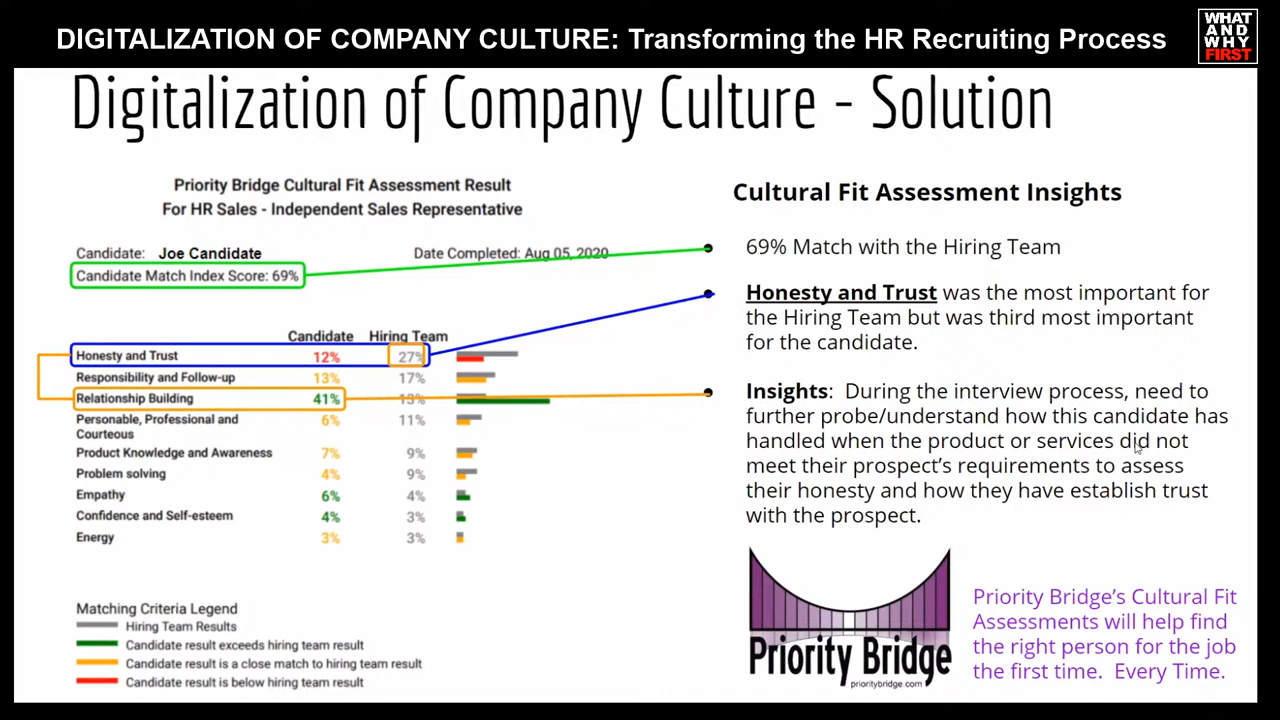 DIGITALIZATION OF COMPANY CULTURE: Transforming the HR Recruiting Process
WHAT
AND
WHY
FIRST
Digitalization of Company Culture - Solution
Priority Bridge Cultural Fit Assessment Result
For HR Sales - Independent Sales Representative
Candidate: Joe Candidate Date Completed: Aug 05, 2020
Candidate Match Index Score: 69%
Candidate Hiring Team
Honesty and Trust 12% 27%
Responsibility and Follow-up 13% 17%
Relationship Building 41% 13%
Personable, Professional and
Courteous 6% 11%
Product Knowledge and Awareness 7% 9%
Problem solving 4% 9%
Empathy 6% 4%
Confidence and Self-esteem 4% 3%
Energy 3% 3%
Matching Criteria Legend
Hiring Team Results
Candidate result exceeds hiring team result
Candidate result is a close match to hiring team result
Candidate result is below hiring team result
Cultural Fit Assessment Insights
69% Match with the Hiring Team
Honesty and Trust was the most important for
the Hiring Team but was third most important
for the candidate.
Insights: During the interview process, need to
further probe/understand how this candidate has
handled when the product or services did not
meet their prospect's requirements to assess
their honesty and how they have establish trust
with the prospect.
Priority Bridge
prioritybridge.com
Priority Bridge's Cultural Fit
Assessments will help find
the right person for the job
the first time. Every Time.